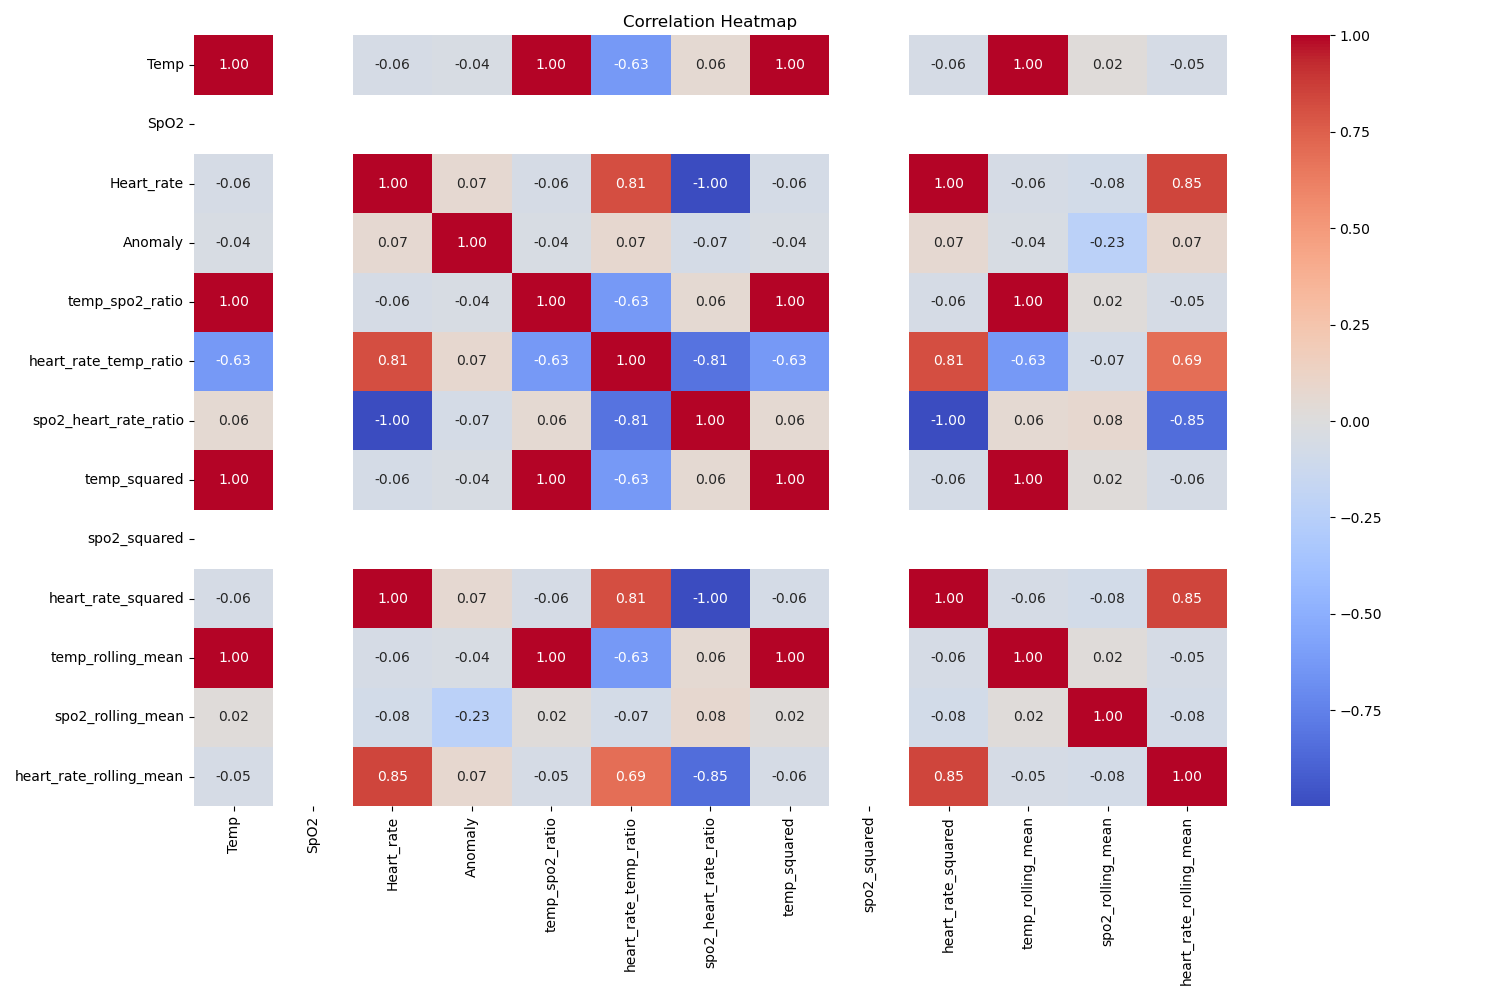 Correlation Heatmap
Temp 1.00 -0.06 -0.04 1.00 -0.63 0.06 1.00 -0.06 1.00 0.02 -0.05
SpO2
Heart_rate -0.06 1.00 0.07 -0.06 0.81 -1.00 -0.06 1.00 -0.06 -0.08 0.85
Anomaly -0.04 0.07 1.00 -0.04 0.07 -0.07 -0.04 0.07 -0.04 -0.23 0.07
temp_spo2_ratio 1.00 -0.06 -0.04 1.00 -0.63 0.06 1.00 -0.06 1.00 0.02 -0.05
heart_rate_temp_ratio -0.63 0.81 0.07 -0.63 1.00 -0.81 -0.63 0.81 -0.63 -0.07 0.69
spo2_heart_rate_ratio 0.06 -1.00 -0.07 0.06 -0.81 1.00 0.06 -1.00 0.06 0.08 -0.85
temp_squared 1.00 -0.06 -0.04 1.00 -0.63 0.06 1.00 -0.06 1.00 0.02 -0.06
spo2_squared
heart_rate_squared -0.06 1.00 0.07 -0.06 0.81 -1.00 -0.06 1.00 -0.06 -0.08 0.85
temp_rolling_mean 1.00 -0.06 -0.04 1.00 -0.63 0.06 1.00 -0.06 1.00 0.02 -0.05
spo2_rolling_mean 0.02 -0.08 -0.23 0.02 -0.07 0.08 0.02 -0.08 0.02 1.00 -0.08
heart_rate_rolling_mean -0.05 0.85 0.07 -0.05 0.69 -0.85 -0.06 0.85 -0.05 -0.08 1.00
Temp
SpO2
Heart_rate
Anomaly
temp_spo2_ratio
heart_rate_temp_ratio
spo2_heart_rate_ratio
temp_squared
spo2_squared
heart_rate_squared
temp_rolling_mean
spo2_rolling_mean
heart_rate_rolling_mean
1.00
0.75
0.50
0.25
0.00
−0.25
−0.50
−0.75